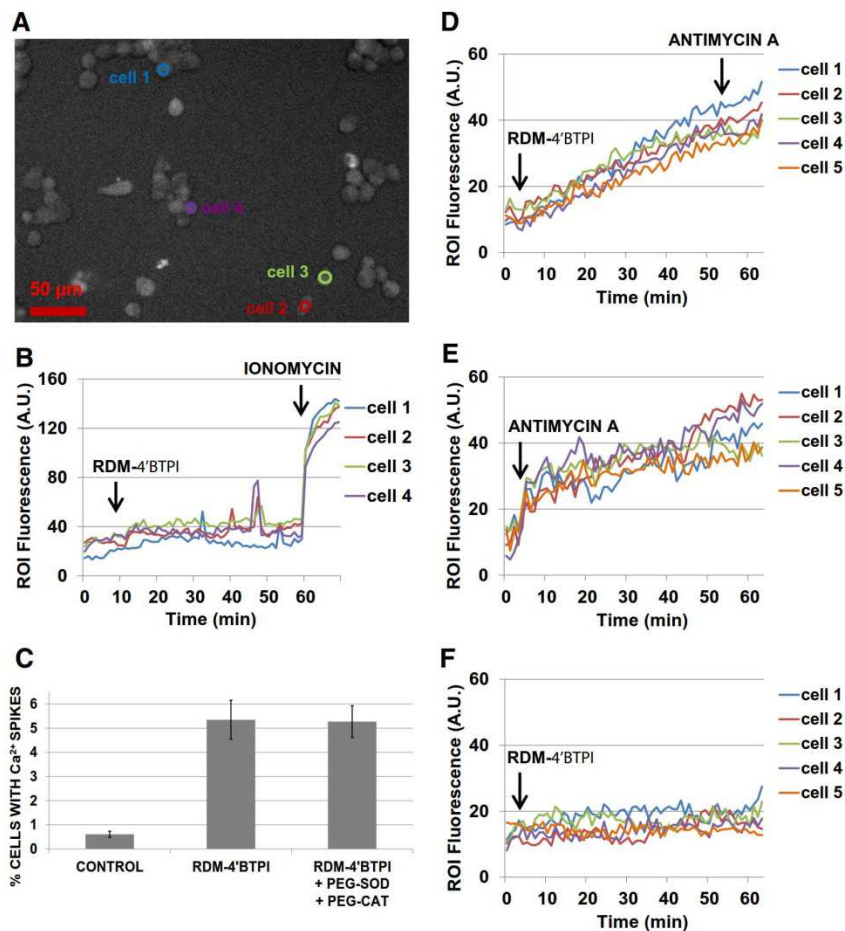 A
cell 1
cell 4
cell 3
cell 2
50 µm
B
IONOMYCIN
RDM-4'BTPI
ROI Fluorescence (A.U.)
160
120
80
40
0
0 10 20 30 40 50 60
Time (min)
cell 1
cell 2
cell 3
cell 4
C
% CELLS WITH Ca²⁺ SPIKES
6
5
4
3
2
1
0
CONTROL
RDM-4'BTPI
RDM-4'BTPI
+ PEG-SOD
+ PEG-CAT
D
ANTIMYCIN A
RDM-4'BTPI
ROI Fluorescence (A.U.)
60
40
20
0
0 10 20 30 40 50 60
Time (min)
cell 1
cell 2
cell 3
cell 4
cell 5
E
ANTIMYCIN A
ROI Fluorescence (A.U.)
60
40
20
0
0 10 20 30 40 50 60
Time (min)
cell 1
cell 2
cell 3
cell 4
cell 5
F
RDM-4'BTPI
ROI Fluorescence (A.U.)
60
40
20
0
0 10 20 30 40 50 60
Time (min)
cell 1
cell 2
cell 3
cell 4
cell 5